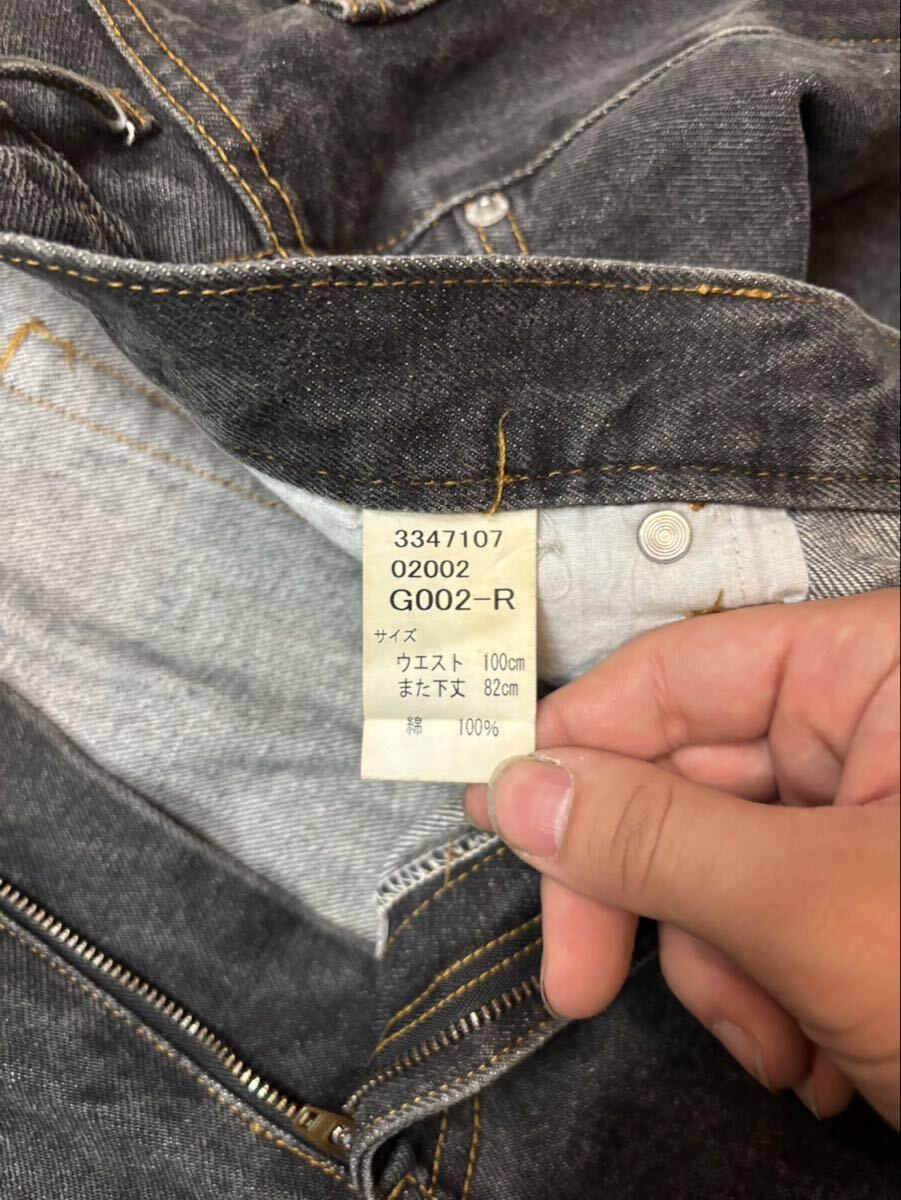 3347107
02002
G002-R
サイズ
ウエスト 100cm
また下丈 82cm
綿 100%